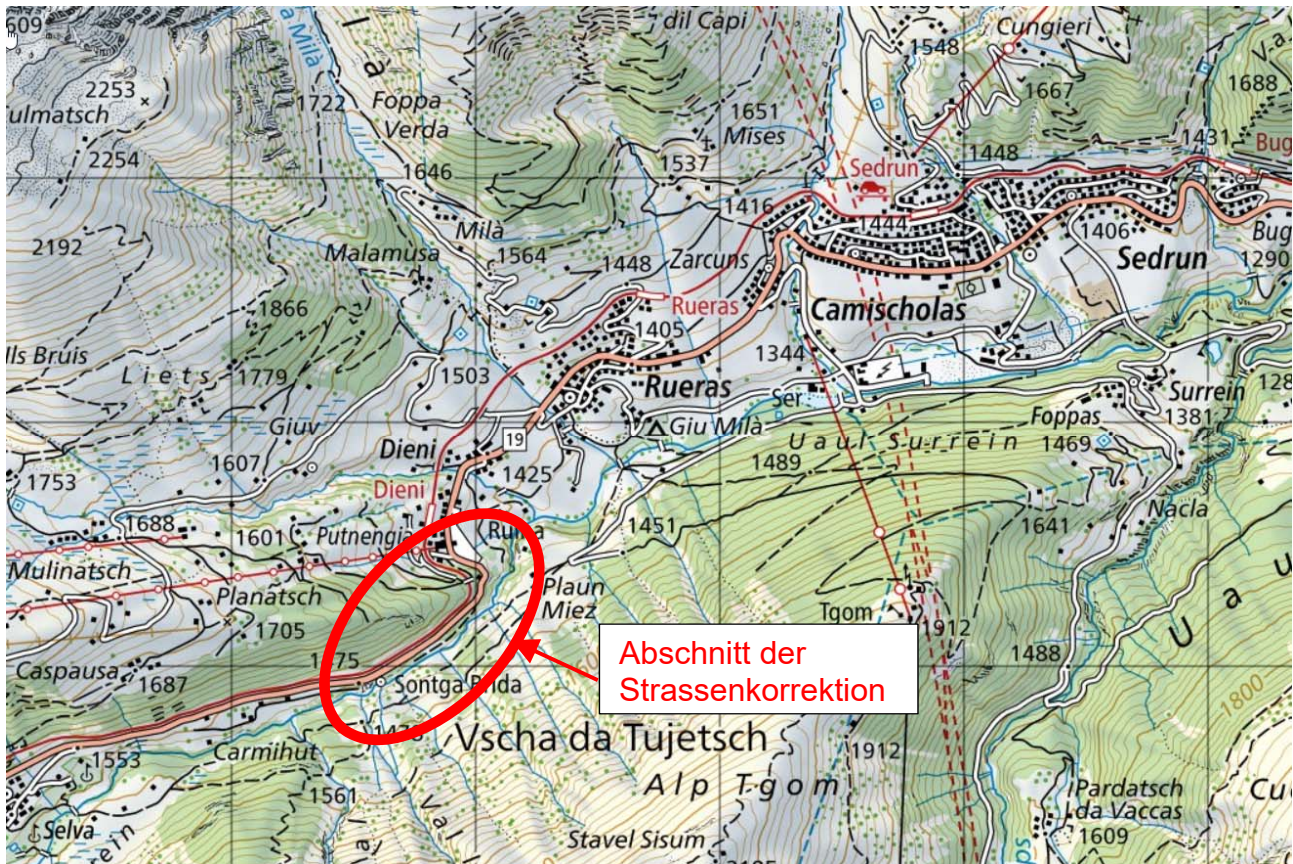 dil Capi
Cungieri
1548
1667
1688
2253
Foppa
Verda
1722
1651
Mises
ulmatsch
2254
1537
1448
1431
1646
Sedrun
1416
1444
2192
Milà
Malamusa
1564
1448
Zarcuns
1406
Sedrun
1290
Rueras
Camischolas
1866
1405
1344
lls Bruis
Liets
1779
1503
Rueras
Ser
Surrein
Foppas
1381
Giuv
Giu Milà
Uaul Surrein
1469
Dieni
19
1607
1425
1489
1753
Dieni
Nacla
1688
1601
Putnengia
1451
1641
Mulinatsch
Planatsch
Plaun
Miez
Tgom
1705
1912
Abschnitt der
Strassenkorrektion
1488
Caspausa
1687
1800
Vscha da Tujetsch
1912
Carmihut
1553
Alp Tgom
1561
Pardatsch
da Vaccas
Selva
Stavel Sisum
1609